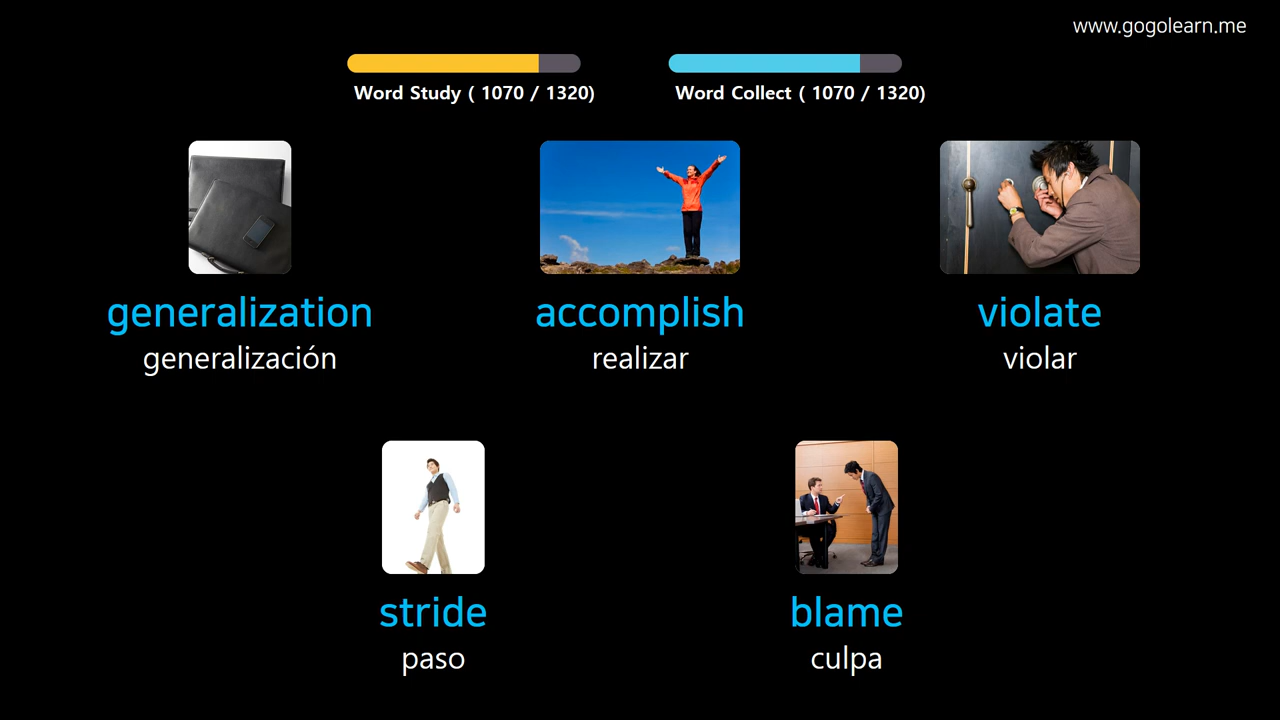 www.gogolearn.me
Word Study ( 1070 / 1320)
Word Collect ( 1070 / 1320)
generalization
generalización
accomplish
realizar
violate
violar
stride
paso
blame
culpa